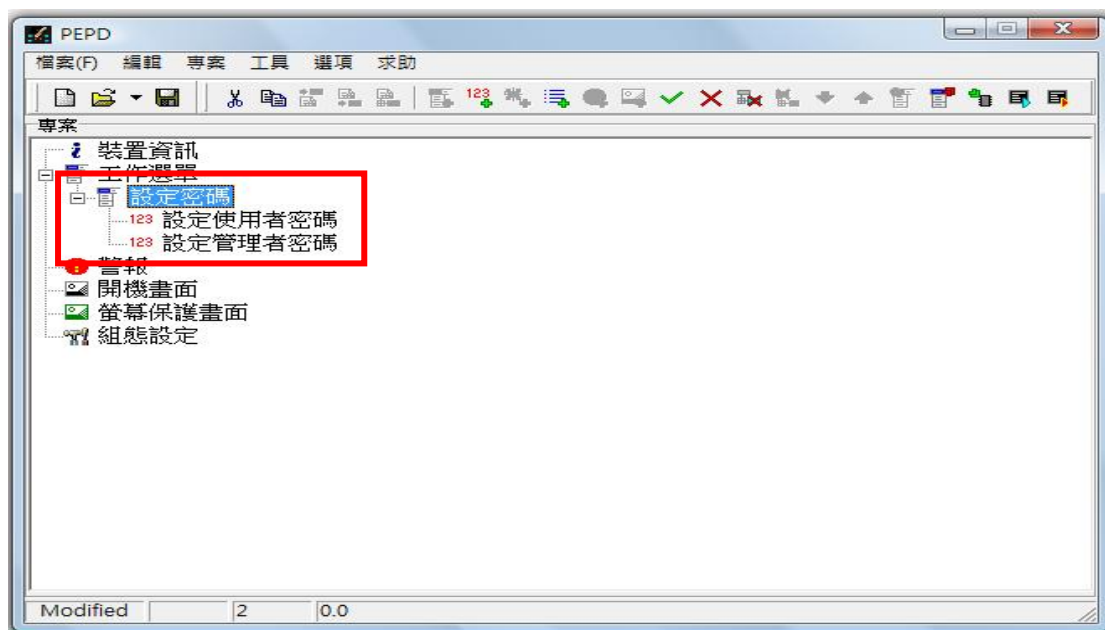 PEPD
檔案(F) 編輯 專案 工具 選項 求助
123
專案
裝置資訊
工作選單
設定密碼
123 設定使用者密碼
123 設定管理者密碼
警報
開機畫面
螢幕保護畫面
組態設定
Modified 2 0.0